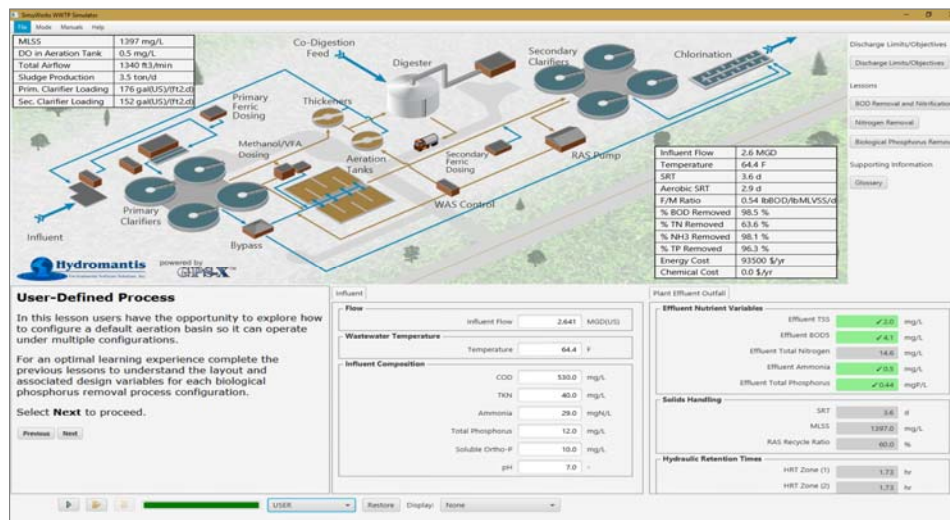 SimuWorks WWTP Simulator
File Mode Manuals Help
MLSS 1397 mg/L
DO in Aeration Tank 0.5 mg/L
Total Airflow 1340 ft3/min
Sludge Production 3.5 ton/d
Prim. Clarifier Loading 176 gal(US)/(ft2.d)
Sec. Clarifier Loading 152 gal(US)/(ft2.d)
Co-Digestion
Feed
Digester
Secondary
Clarifiers
Chlorination
Primary
Ferric
Dosing
Thickeners
Methanol/VFA
Dosing
Aeration
Tanks
Secondary
Ferric
Dosing
RAS Pump
WAS Control
Primary
Clarifiers
Influent
Bypass
Hydromantis
powered by
GPS-X
Influent Flow 2.6 MGD
Temperature 64.4 F
SRT 3.6 d
Aerobic SRT 2.9 d
F/M Ratio 0.54 lbBOD/lbMLVSS/d
% BOD Removed 98.5 %
% TN Removed 63.6 %
% NH3 Removed 98.1 %
% TP Removed 96.3 %
Energy Cost 93500 $/yr
Chemical Cost 0.0 $/yr
Discharge Limits/Objectives
Discharge Limits/Objectives
Lessons
BOD Removal and Nitrificatio
Nitrogen Removal
Biological Phosphorus Remov
Supporting Information
Glossary
User-Defined Process
In this lesson users have the opportunity to explore how
to configure a default aeration basin so it can operate
under multiple configurations.
For an optimal learning experience complete the
previous lessons to understand the layout and
associated design variables for each biological
phosphorus removal process configuration.
Select Next to proceed.
Previous Next
Influent
Flow
Influent Flow 2.641 MGD(US)
Wastewater Temperature
Temperature 64.4 F
Influent Composition
COD 530.0 mg/L
TKN 40.0 mg/L
Ammonia 29.0 mgN/L
Total Phosphorus 12.0 mg/L
Soluble Ortho-P 10.0 mg/L
pH 7.0 -
Plant Effluent Outfall
Effluent Nutrient Variables
Effluent TSS ✓2.0 mg/L
Effluent BOD5 ✓4.1 mg/L
Effluent Total Nitrogen 14.6 mg/L
Effluent Ammonia ✓0.5 mg/L
Effluent Total Phosphorus ✓0.44 mgP/L
Solids Handling
SRT 3.6 d
MLSS 1397.0 mg/L
RAS Recycle Ratio 60.0 %
Hydraulic Retention Times
HRT Zone (1) 1.73 hr
HRT Zone (2) 1.73 hr
USER Restore Display: None